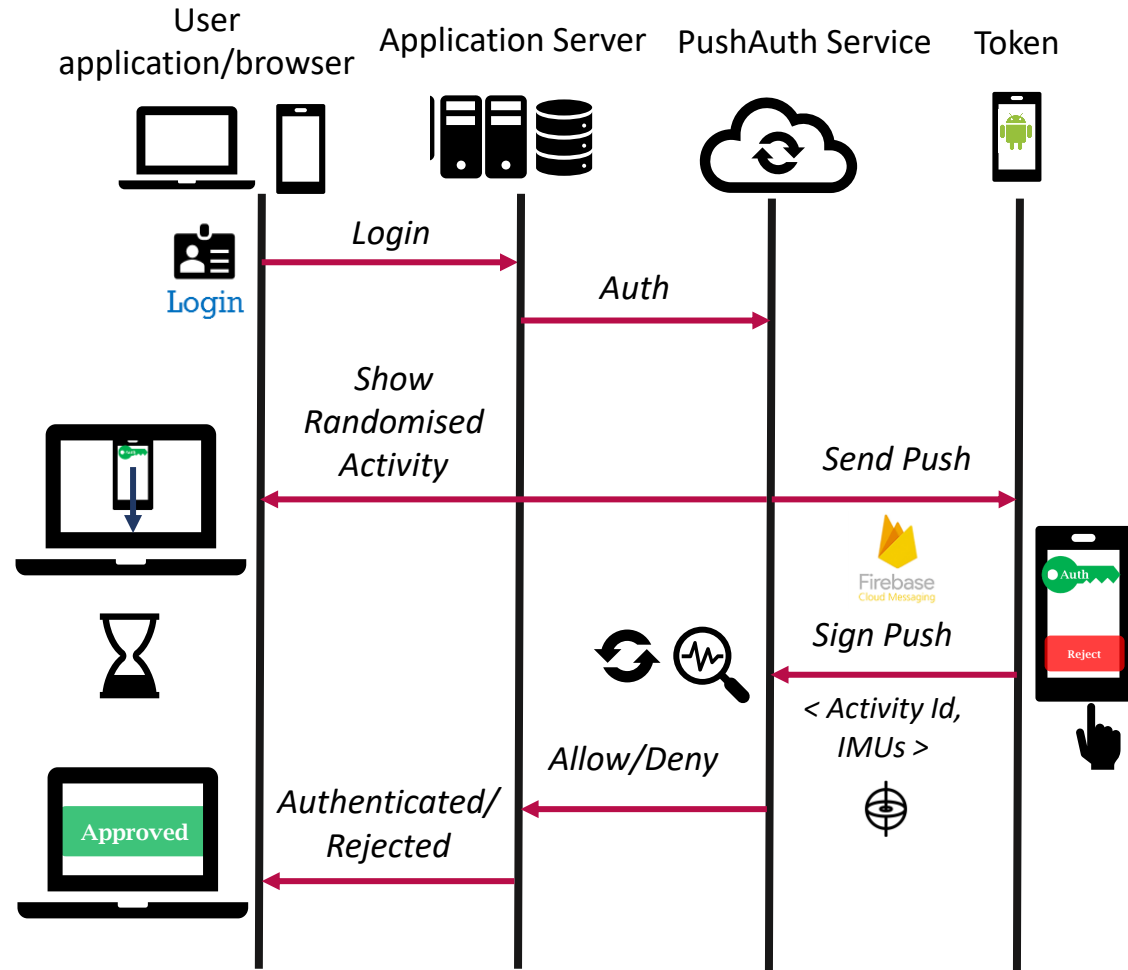 User
application/browser
Application Server
PushAuth Service
Token
Login
Login
Auth
Show
Randomised
Activity
Send Push
Auth
Firebase
Cloud Messaging
Auth
Reject
Sign Push
< Activity Id,
IMUs >
Allow/Deny
Authenticated/
Rejected
Approved